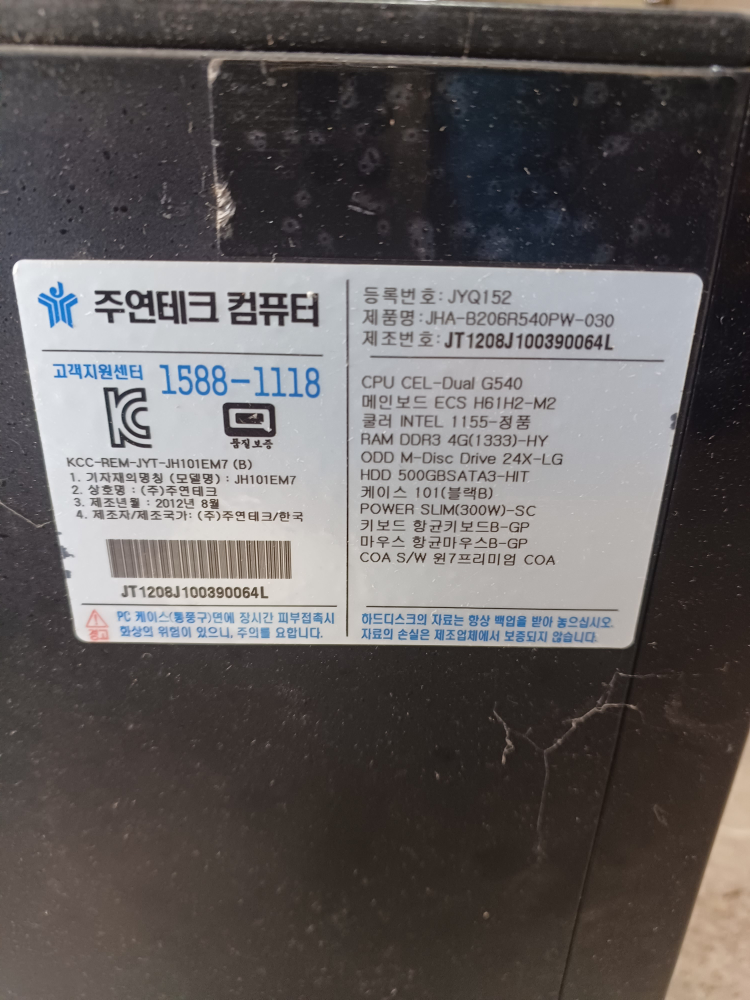 주연테크 컴퓨터
고객지원센터 1588-1118
품질보증
KCC-REM-JYT-JH101EM7 (B)
1. 기자재의명칭 (모델명) : JH101EM7
2. 상호명 : (주)주연테크
3. 제조년월 : 2012년 8월
4. 제조자/제조국가: (주)주연테크/한국
JT1208J100390064L
경고
PC 케이스(통풍구)면에 장시간 피부접촉시
화상의 위험이 있으니, 주의를 요합니다.
등록번호: JYQ152
제품명: JHA-B206R540PW-030
제조번호: JT1208J100390064L
CPU CEL-Dual G540
메인보드 ECS H61H2-M2
쿨러 INTEL 1155-정품
RAM DDR3 4G(1333)-HY
ODD M-Disc Drive 24X-LG
HDD 500GBSATA3-HIT
케이스 101(블랙B)
POWER SLIM(300W)-SC
키보드 항균키보드B-GP
마우스 항균마우스B-GP
COA S/W 윈7프리미엄 COA
하드디스크의 자료는 항상 백업을 받아 놓으십시오.
자료의 손실은 제조업체에서 보증되지 않습니다.